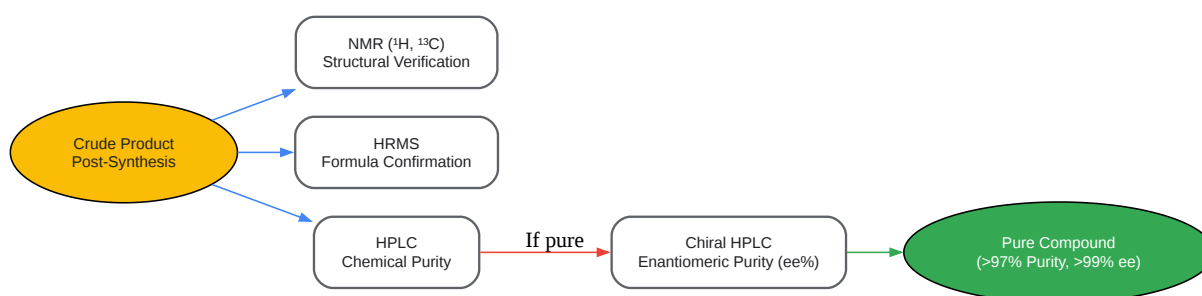 NMR (¹H, ¹³C)
Structural Verification
Crude Product
Post-Synthesis
HRMS
Formula Confirmation
HPLC
Chemical Purity
If pure
Chiral HPLC
Enantiomeric Purity (ee%)
Pure Compound
(>97% Purity, >99% ee)